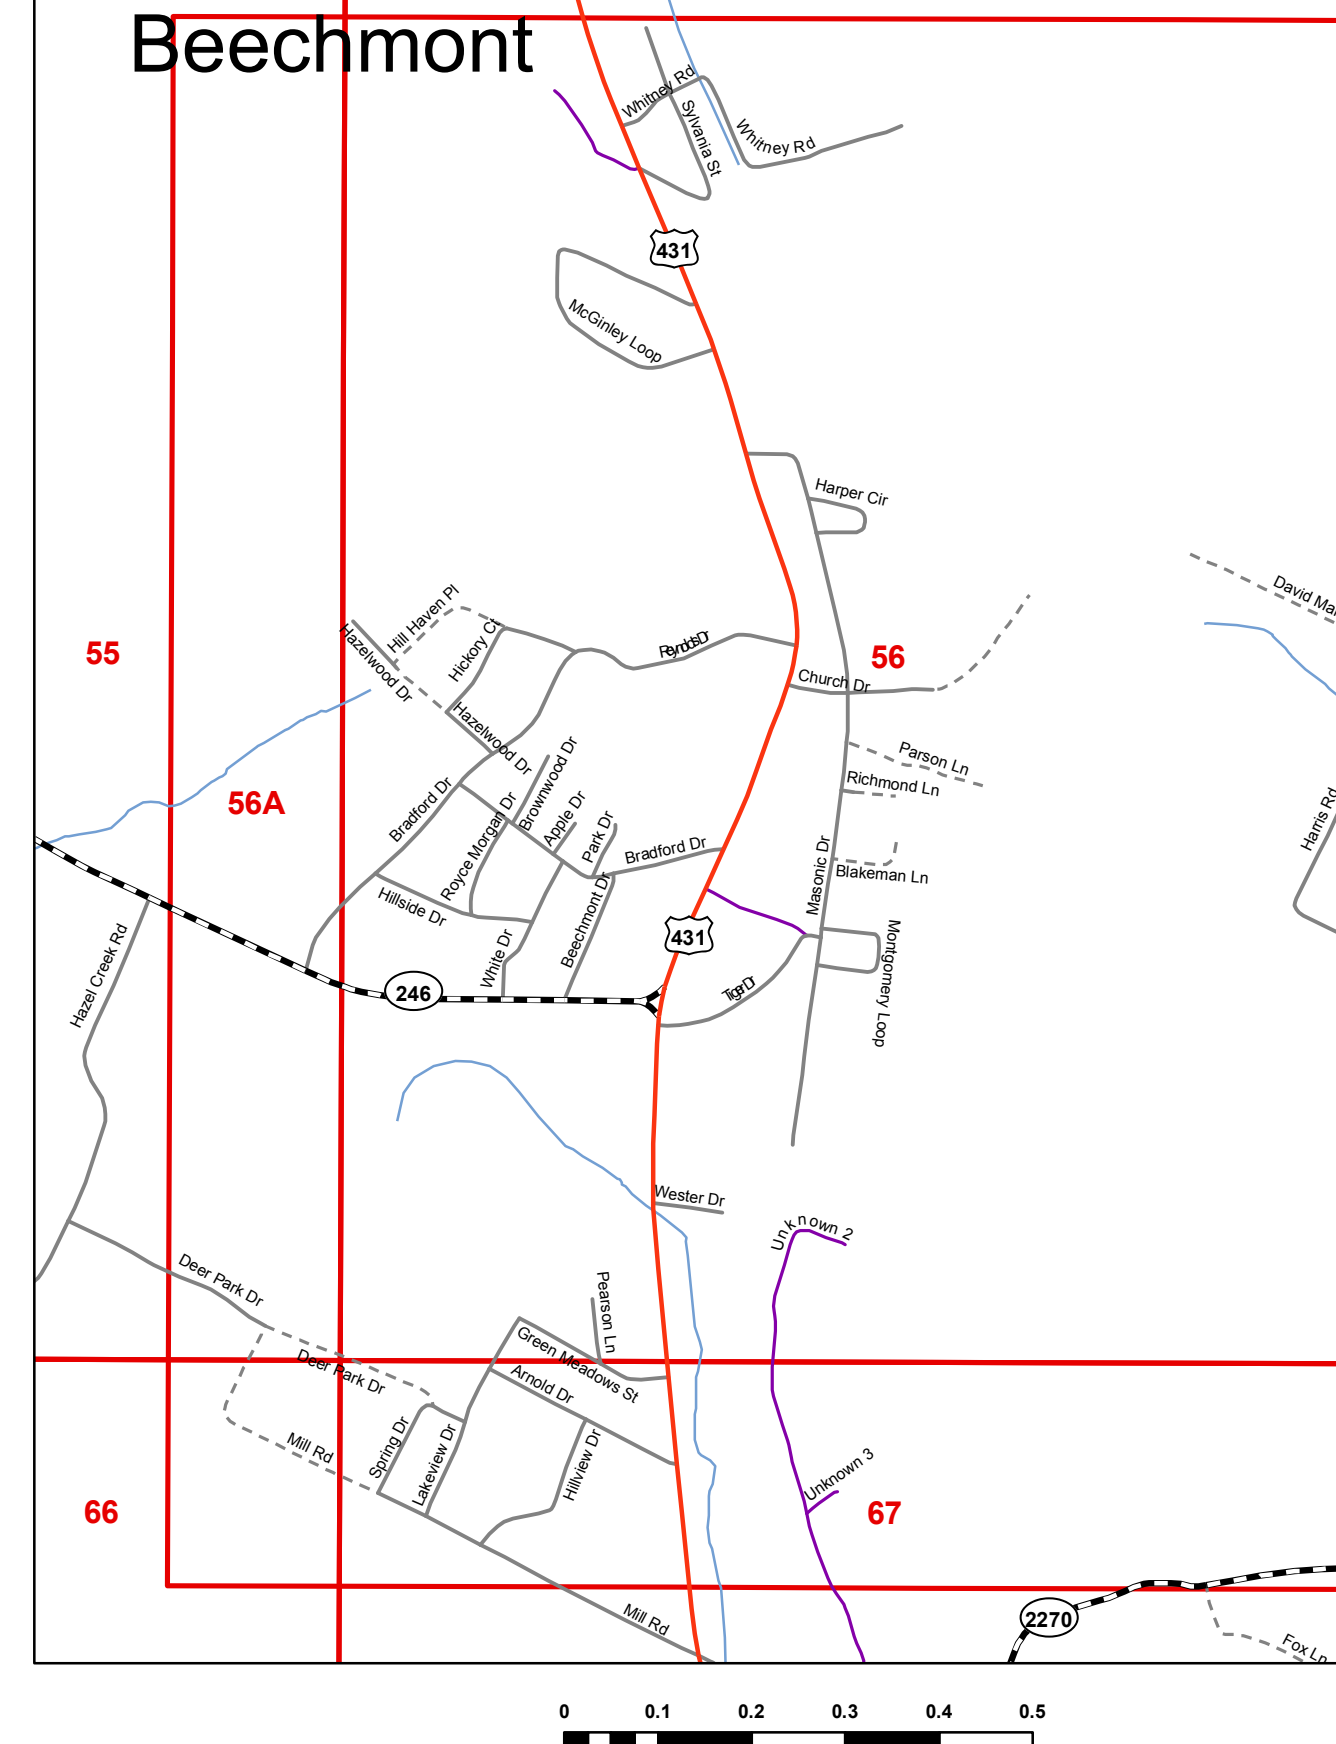 Beechmont
Whitney Rd
Sylvania St
Whitney Rd
431
McGinley Loop
Harper Cir
David Ma
Hill Haven Pl
Hazelwood Dr
Hickory Ct
Reynolds Dr
55
56
Church Dr
Hazelwood Dr
Parson Ln
Richmond Ln
56A
Bradford Dr
Royce Morgan Dr
Brownwood Dr
Apple Dr
Park Dr
Bradford Dr
Harris Rd
Masonic Dr
Blakeman Ln
Hillside Dr
Beechmont Dr
White Dr
431
Montgomery Loop
Hazel Creek Rd
246
Tiger Dr
Wester Dr
Unknown 2
Deer Park Dr
Pearson Ln
Green Meadows St
Deer Park Dr
Arnold Dr
Mill Rd
Spring Dr
Lakeview Dr
Hillview Dr
Unknown 3
66
67
2270
Mill Rd
Fox Ln
0 0.1 0.2 0.3 0.4 0.5